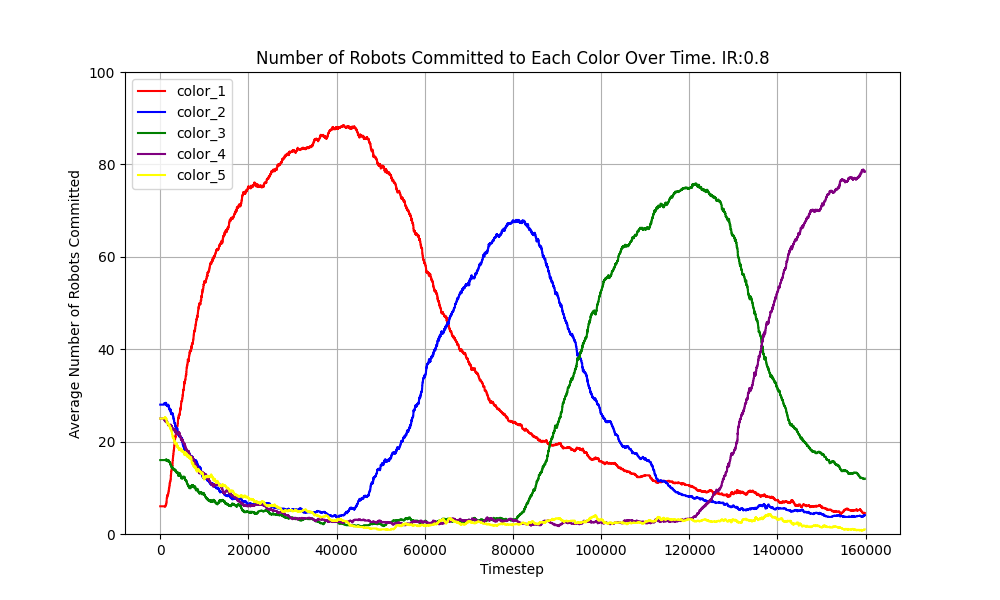 Number of Robots Committed to Each Color Over Time. IR:0.8
100
80
60
40
20
0
Average Number of Robots Committed
color_1
color_2
color_3
color_4
color_5
0 20000 40000 60000 80000 100000 120000 140000 160000
Timestep